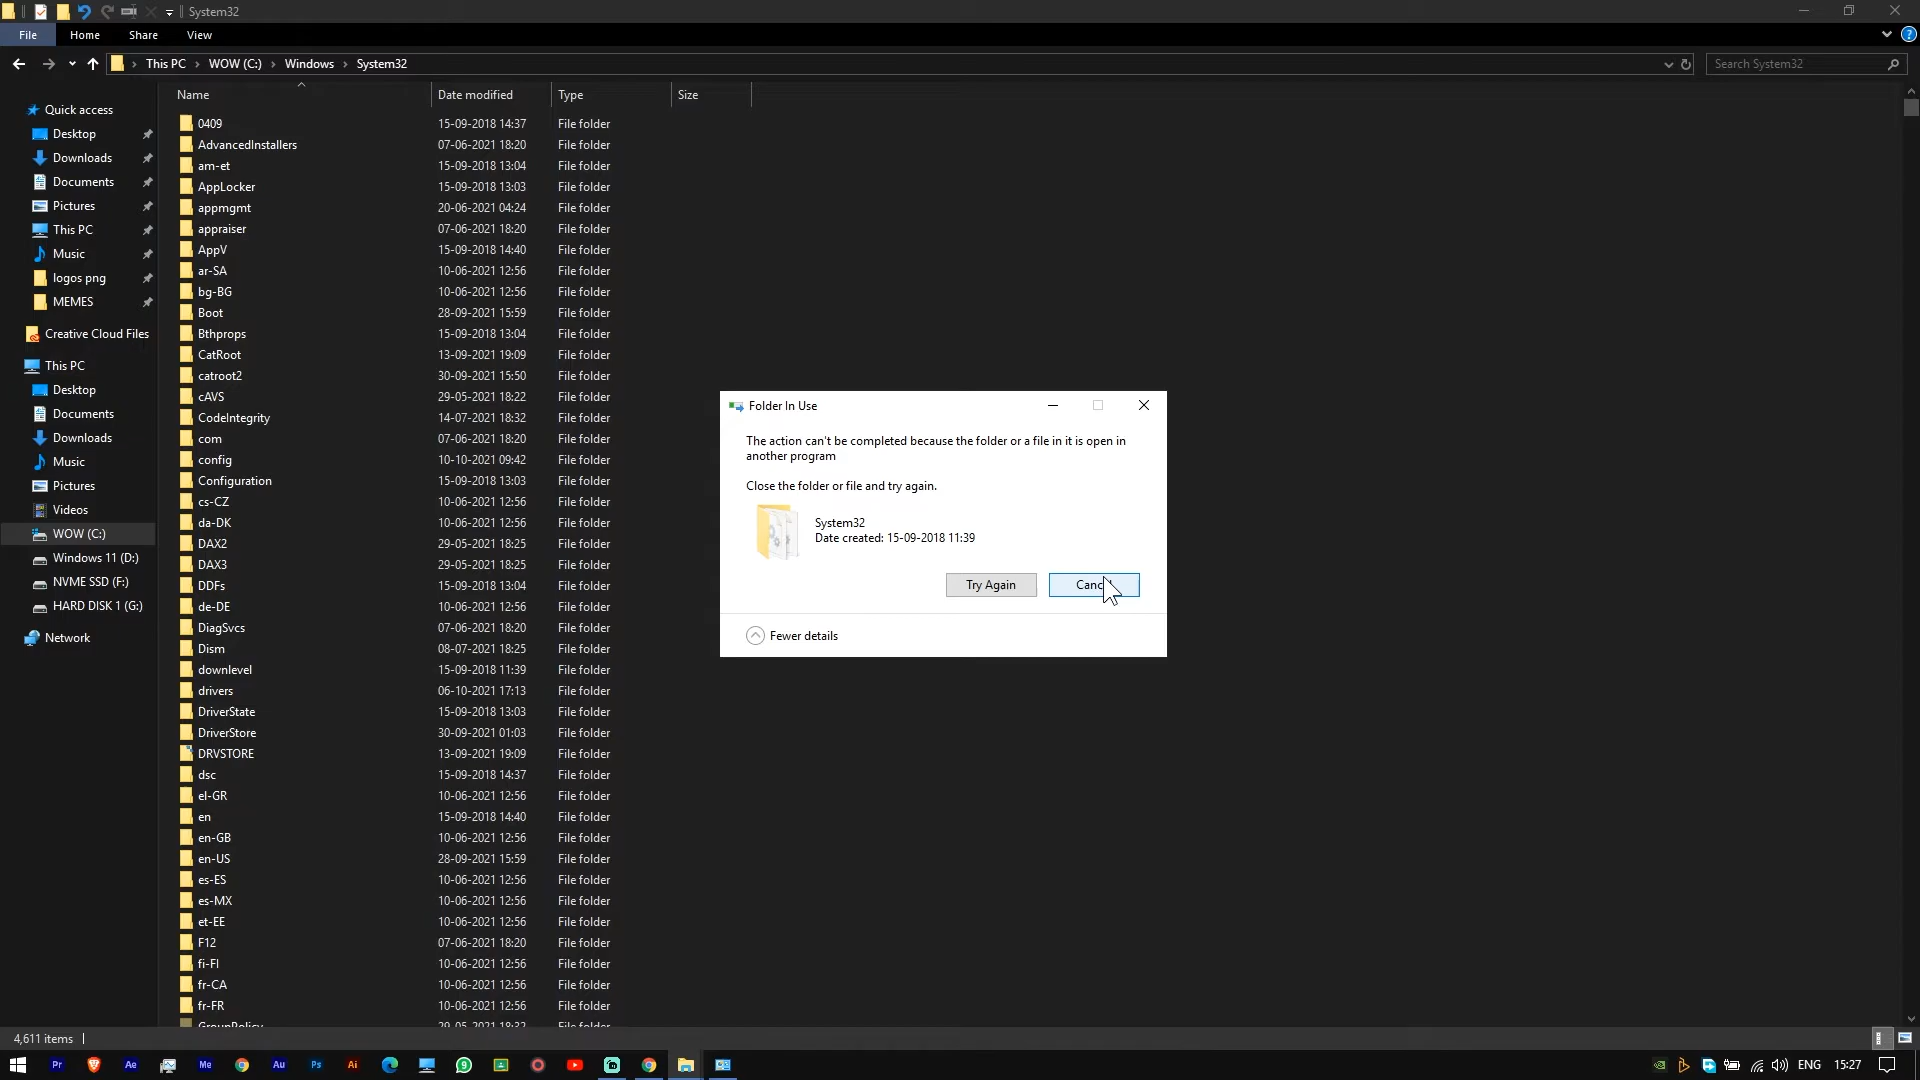 System32
File Home Share View
This PC WOW (C:) Windows System32
Search System32
Name Date modified Type Size
Quick access
Desktop
Downloads
Documents
Pictures
This PC
Music
logos png
MEMES
Creative Cloud Files
This PC
Desktop
Documents
Downloads
Music
Pictures
Videos
WOW (C:)
Windows 11 (D:)
NVME SSD (F:)
HARD DISK 1 (G:)
Network
0409 15-09-2018 14:37 File folder
AdvancedInstallers 07-06-2021 18:20 File folder
am-et 15-09-2018 13:04 File folder
AppLocker 15-09-2018 13:03 File folder
appmgmt 20-06-2021 04:24 File folder
appraiser 07-06-2021 18:20 File folder
AppV 15-09-2018 14:40 File folder
ar-SA 10-06-2021 12:56 File folder
bg-BG 10-06-2021 12:56 File folder
Boot 28-09-2021 15:59 File folder
Bthprops 15-09-2018 13:04 File folder
CatRoot 13-09-2021 19:09 File folder
catroot2 30-09-2021 15:50 File folder
cAVS 29-05-2021 18:22 File folder
CodeIntegrity 14-07-2021 18:32 File folder
com 07-06-2021 18:20 File folder
config 10-10-2021 09:42 File folder
Configuration 15-09-2018 13:03 File folder
cs-CZ 10-06-2021 12:56 File folder
da-DK 10-06-2021 12:56 File folder
DAX2 29-05-2021 18:25 File folder
DAX3 29-05-2021 18:25 File folder
DDFs 15-09-2018 13:04 File folder
de-DE 10-06-2021 12:56 File folder
DiagSvcs 07-06-2021 18:20 File folder
Dism 08-07-2021 18:25 File folder
downlevel 15-09-2018 11:39 File folder
drivers 06-10-2021 17:13 File folder
DriverState 15-09-2018 13:03 File folder
DriverStore 30-09-2021 01:03 File folder
DRVSTORE 13-09-2021 19:09 File folder
dsc 15-09-2018 14:37 File folder
el-GR 10-06-2021 12:56 File folder
en 15-09-2018 14:40 File folder
en-GB 10-06-2021 12:56 File folder
en-US 28-09-2021 15:59 File folder
es-ES 10-06-2021 12:56 File folder
es-MX 10-06-2021 12:56 File folder
et-EE 10-06-2021 12:56 File folder
F12 07-06-2021 18:20 File folder
fi-FI 10-06-2021 12:56 File folder
fr-CA 10-06-2021 12:56 File folder
fr-FR 10-06-2021 12:56 File folder
GroupPolicy 29-05-2021 18:32 File folder
Folder In Use
The action can't be completed because the folder or a file in it is open in
another program
Close the folder or file and try again.
System32
Date created: 15-09-2018 11:39
Try Again
Fewer details
4,611 items
Pr Ae Me Au Ps Ai
ENG 15:27